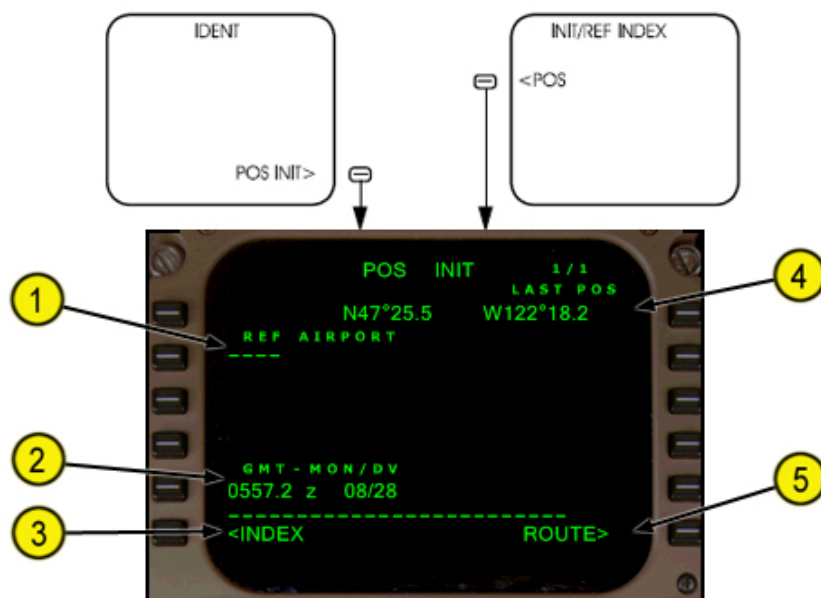 IDENT
INIT/REF INDEX
<POS
POS INIT>
POS INIT 1/1
LAST POS
N47°25.5 W122°18.2
REF AIRPORT
----
GMT-MON/DV
0557.2 z 08/28
--------------------------
<INDEX ROUTE>
1
2
3
4
5